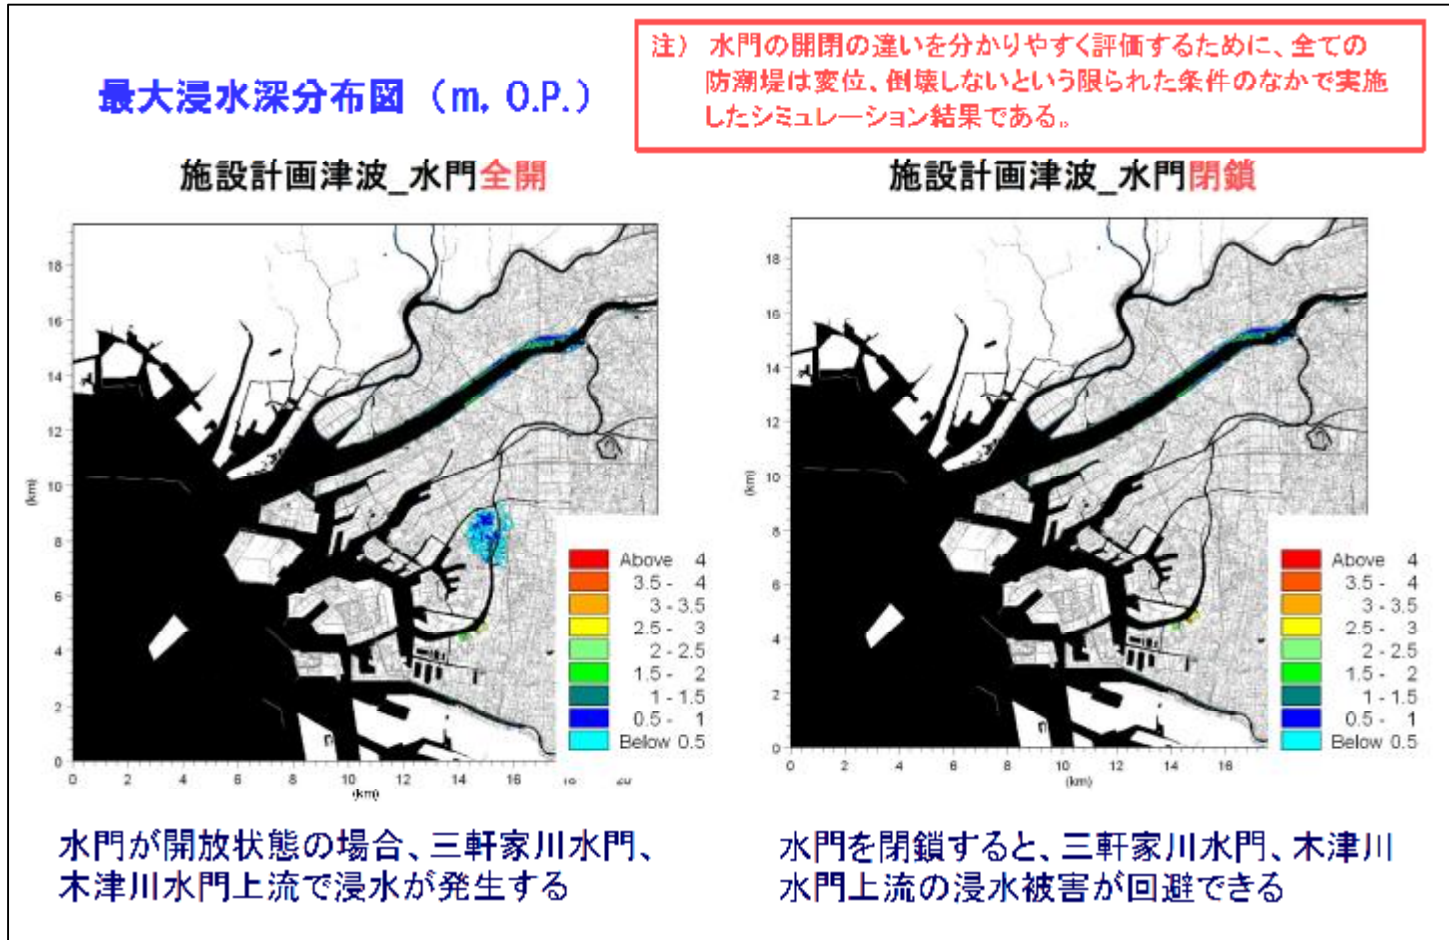 最大浸水深分布図（m, O.P.）
注） 水門の開閉の違いを分かりやすく評価するために、全ての
防潮堤は変位、倒壊しないという限られた条件のなかで実施
したシミュレーション結果である。
施設計画津波_水門全開
18
16
14
12
10
8
6
4
2
0
(km)
0
2
4
6
8
10
12
14
16
(km)
Above 4
3.5 - 4
3 - 3.5
2.5 - 3
2 - 2.5
1.5 - 2
1 - 1.5
0.5 - 1
Below 0.5
水門が開放状態の場合、三軒家川水門、
木津川水門上流で浸水が発生する
施設計画津波_水門閉鎖
18
16
14
12
10
8
6
4
2
0
(km)
0
2
4
6
8
10
12
14
16
(km)
Above 4
3.5 - 4
3 - 3.5
2.5 - 3
2 - 2.5
1.5 - 2
1 - 1.5
0.5 - 1
Below 0.5
水門を閉鎖すると、三軒家川水門、木津川
水門上流の浸水被害が回避できる